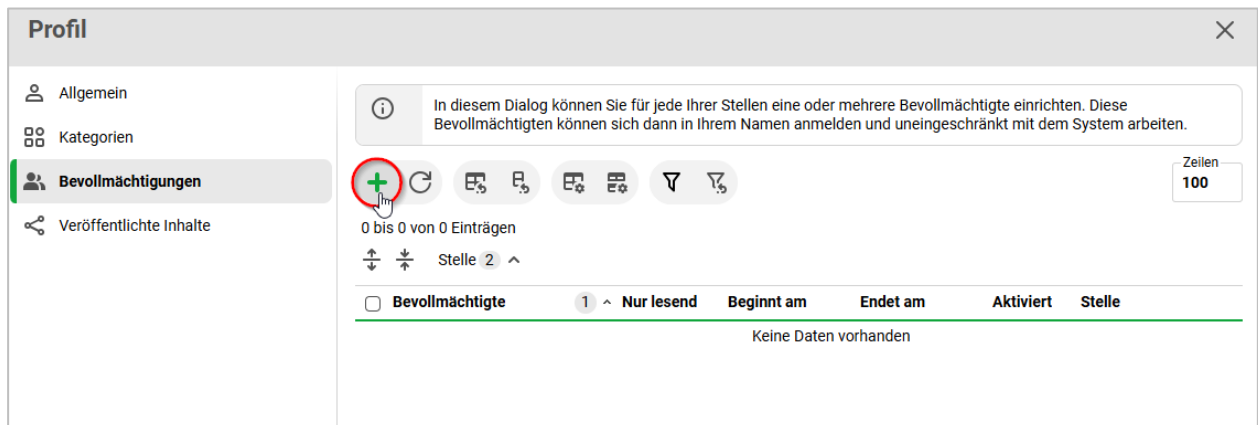 Profil
Allgemein
Kategorien
Bevollmächtigungen
Veröffentlichte Inhalte
In diesem Dialog können Sie für jede Ihrer Stellen eine oder mehrere Bevollmächtigte einrichten. Diese
Bevollmächtigten können sich dann in Ihrem Namen anmelden und uneingeschränkt mit dem System arbeiten.
Zeilen
100
0 bis 0 von 0 Einträgen
Stelle 2
Bevollmächtigte 1 Nur lesend Beginnt am Endet am Aktiviert Stelle
Keine Daten vorhanden